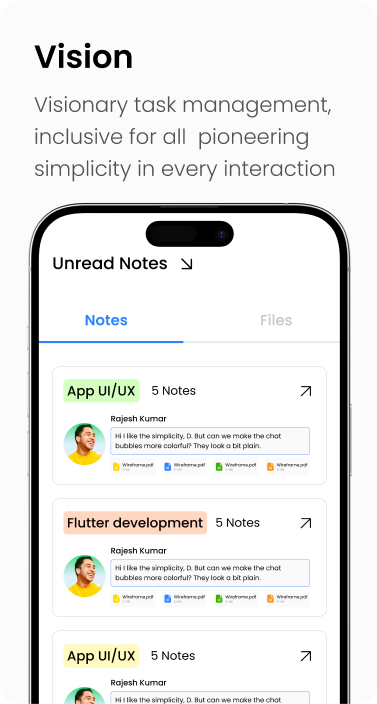 Vision
Visionary task management,
inclusive for all pioneering
simplicity in every interaction
Unread Notes
Notes Files
App UI/UX 5 Notes
Rajesh Kumar
Hi I like the simplicity, D. But can we make the chat
bubbles more colorful? They look a bit plain.
Wireframe.pdf Wireframe.pdf Wireframe.pdf Wireframe.pdf
Flutter development 5 Notes
Rajesh Kumar
Hi I like the simplicity, D. But can we make the chat
bubbles more colorful? They look a bit plain.
Wireframe.pdf Wireframe.pdf Wireframe.pdf Wireframe.pdf
App UI/UX 5 Notes
Rajesh Kumar
Hi I like the simplicity, D. But can we make the chat